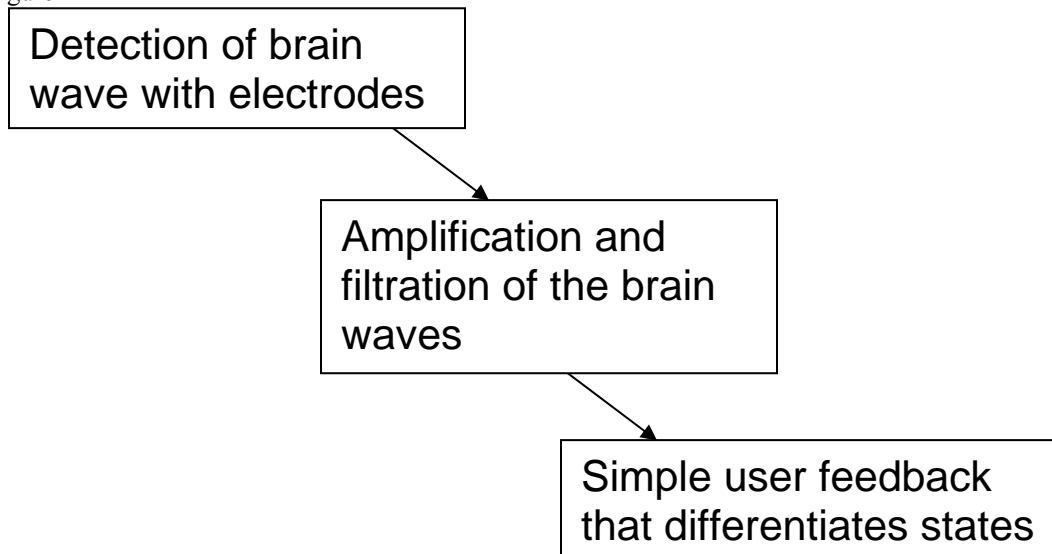 Detection of brain
wave with electrodes
Amplification and
filtration of the brain
waves
Simple user feedback
that differentiates states